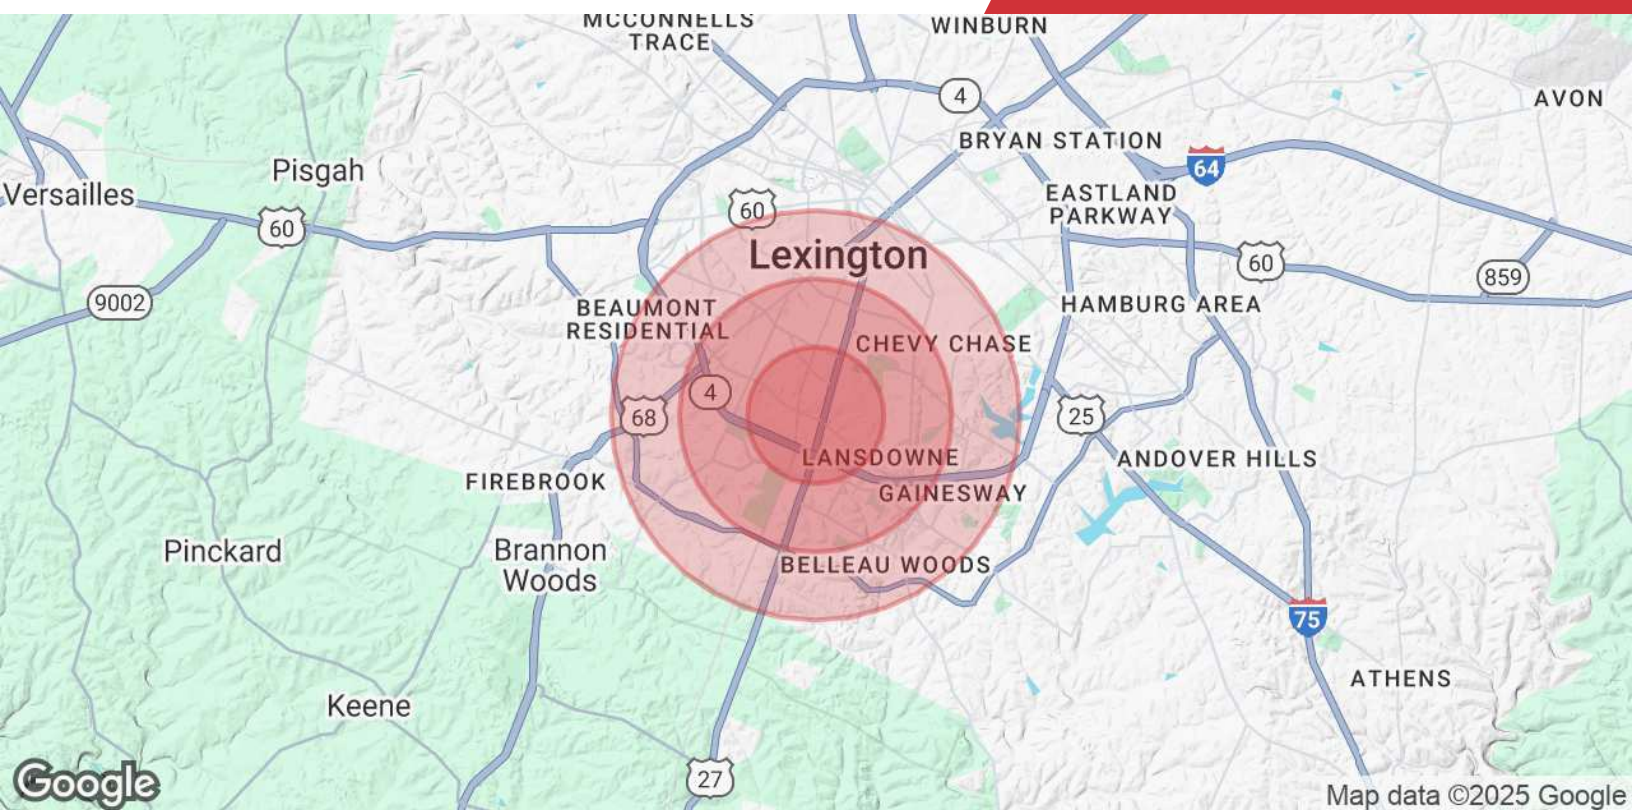 MCCONNELLS
TRACE
WINBURN
4
AVON
BRYAN STATION
Pisgah
64
Versailles
EASTLAND
PARKWAY
60
60
Lexington
60
859
9002
BEAUMONT
RESIDENTIAL
HAMBURG AREA
CHEVY CHASE
4
68
25
LANSDOWNE
ANDOVER HILLS
FIREBROOK
GAINESWAY
Pinckard
Brannon
Woods
BELLEAU WOODS
75
ATHENS
Keene
27
Google
Map data ©2025 Google